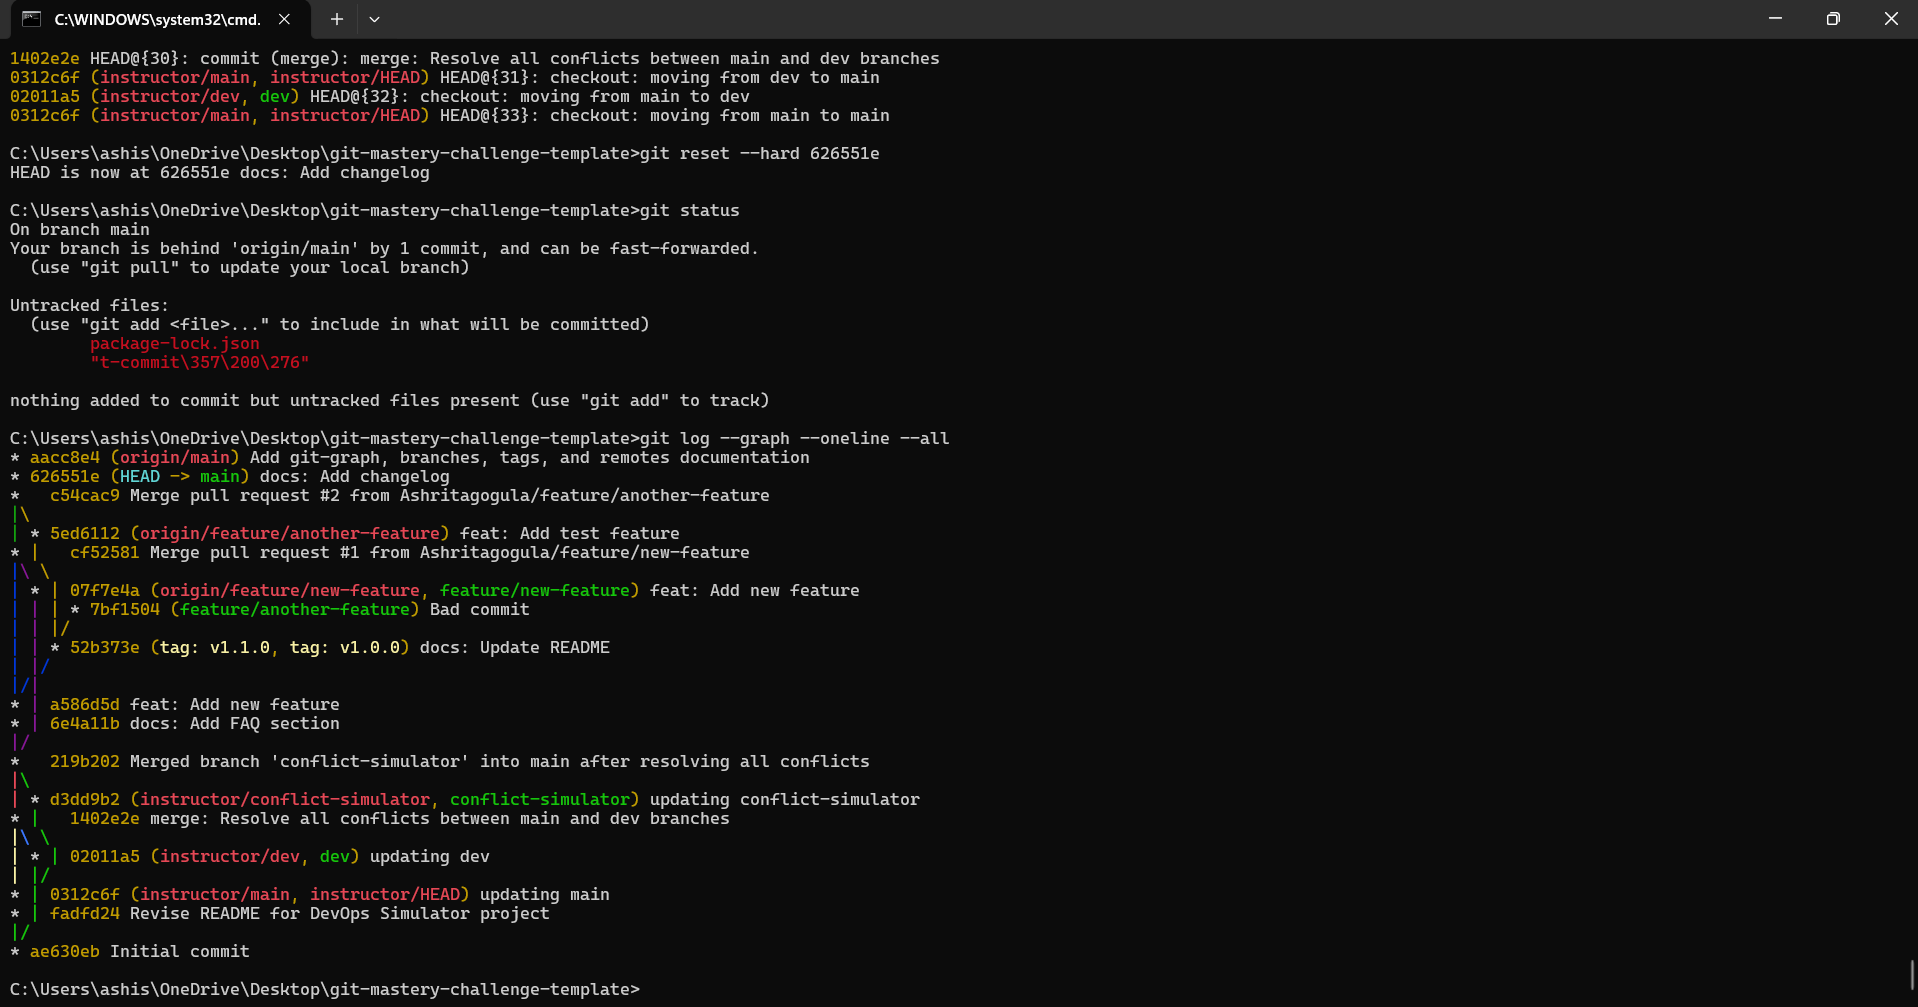 C:\WINDOWS\system32\cmd.
1402e2e HEAD@{30}: commit (merge): merge: Resolve all conflicts between main and dev branches
0312c6f (instructor/main, instructor/HEAD) HEAD@{31}: checkout: moving from dev to main
02011a5 (instructor/dev, dev) HEAD@{32}: checkout: moving from main to dev
0312c6f (instructor/main, instructor/HEAD) HEAD@{33}: checkout: moving from main to main
C:\Users\ashis\OneDrive\Desktop\git-mastery-challenge-template>git reset --hard 626551e
HEAD is now at 626551e docs: Add changelog
C:\Users\ashis\OneDrive\Desktop\git-mastery-challenge-template>git status
On branch main
Your branch is behind 'origin/main' by 1 commit, and can be fast-forwarded.
  (use "git pull" to update your local branch)
Untracked files:
  (use "git add <file>..." to include in what will be committed)
        package-lock.json
        "t-commit\357\200\276"
nothing added to commit but untracked files present (use "git add" to track)
C:\Users\ashis\OneDrive\Desktop\git-mastery-challenge-template>git log --graph --oneline --all
* aacc8e4 (origin/main) Add git-graph, branches, tags, and remotes documentation
* 626551e (HEAD -> main) docs: Add changelog
*   c54cac9 Merge pull request #2 from Ashritagogula/feature/another-feature
|\
| * 5ed6112 (origin/feature/another-feature) feat: Add test feature
* |   cf52581 Merge pull request #1 from Ashritagogula/feature/new-feature
|\ \
| * | 07f7e4a (origin/feature/new-feature, feature/new-feature) feat: Add new feature
| | | * 7bf1504 (feature/another-feature) Bad commit
| | |/
| | * 52b373e (tag: v1.1.0, tag: v1.0.0) docs: Update README
| |/
|/|
* | a586d5d feat: Add new feature
* | 6e4a11b docs: Add FAQ section
|/
*   219b202 Merged branch 'conflict-simulator' into main after resolving all conflicts
|\
| * d3dd9b2 (instructor/conflict-simulator, conflict-simulator) updating conflict-simulator
* |   1402e2e merge: Resolve all conflicts between main and dev branches
|\ \
| * | 02011a5 (instructor/dev, dev) updating dev
| |/
* | 0312c6f (instructor/main, instructor/HEAD) updating main
* | fadfd24 Revise README for DevOps Simulator project
|/
* ae630eb Initial commit
C:\Users\ashis\OneDrive\Desktop\git-mastery-challenge-template>